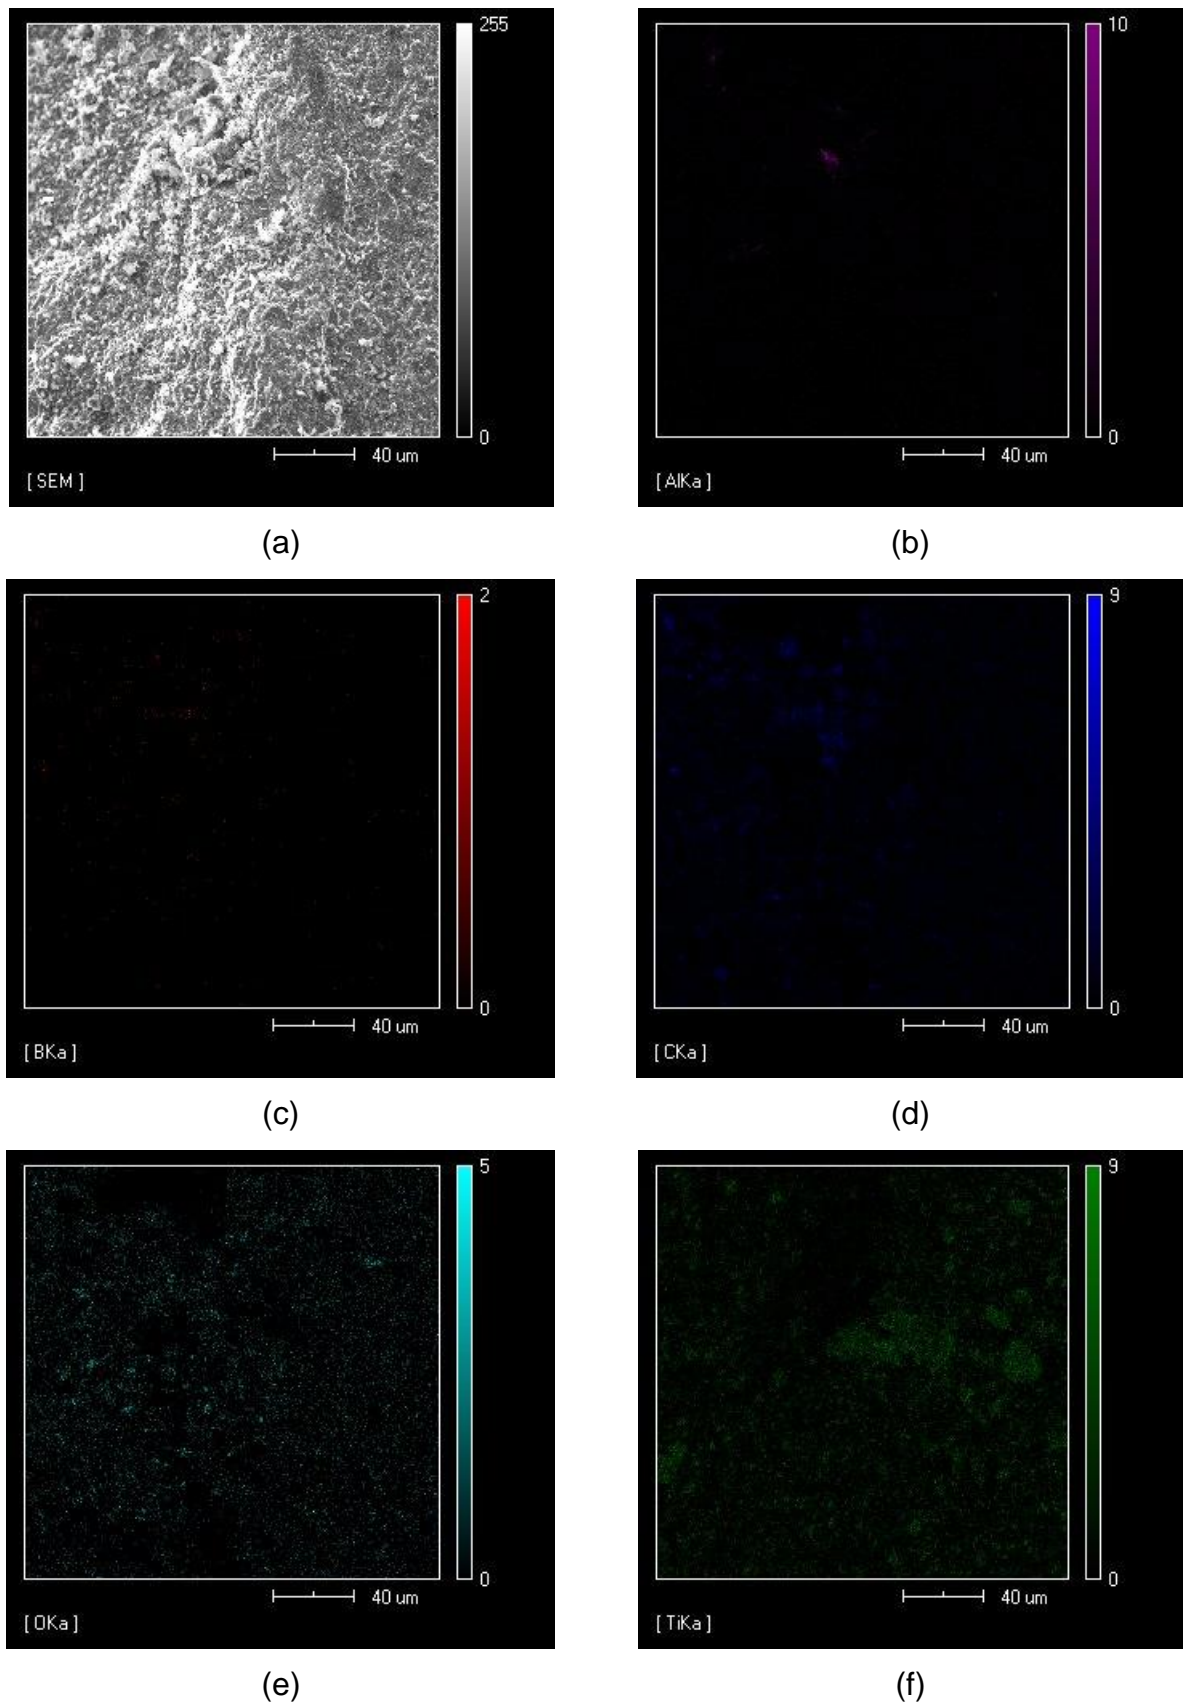 255
10
0
0
40 um
40 um
[ SEM ]
[ AlKa ]
(a)
(b)
2
9
0
0
40 um
40 um
[ BKa ]
[ CKa ]
(c)
(d)
5
9
0
0
40 um
40 um
[ OKa ]
[ TiKa ]
(e)
(f)